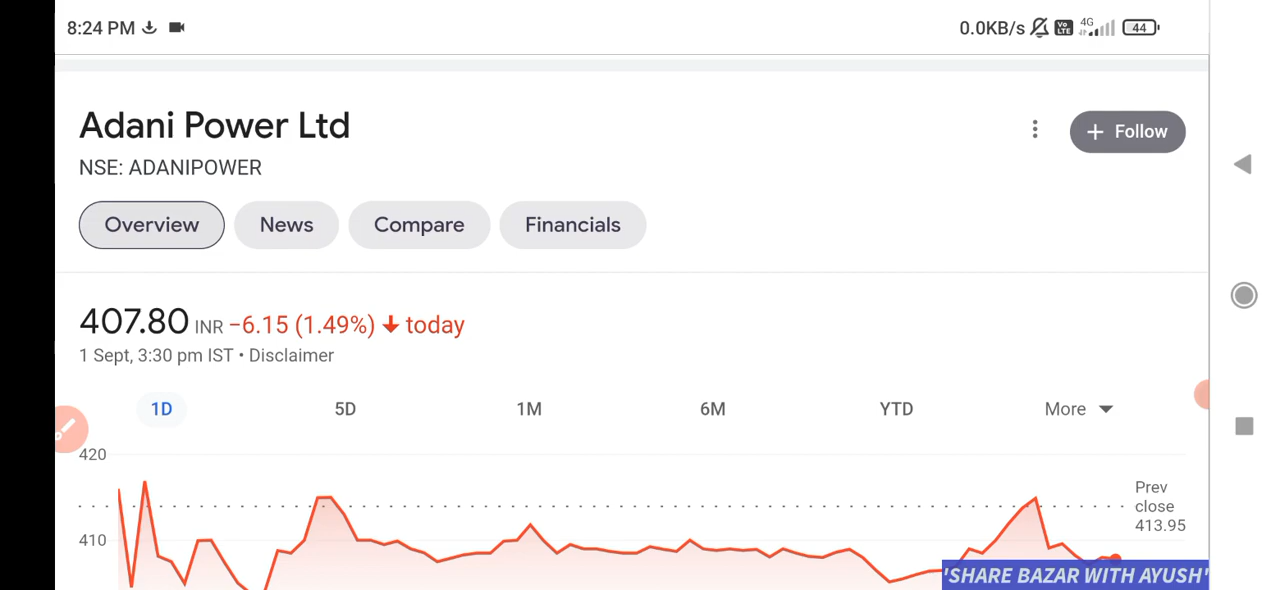 8:24 PM
0.0KB/s Vo LTE 4G 44
Adani Power Ltd
+ Follow
NSE: ADANIPOWER
Overview News Compare Financials
407.80 INR −6.15 (1.49%) today
1 Sept, 3:30 pm IST • Disclaimer
1D 5D 1M 6M YTD More
420
Prev
close
413.95
410
'SHARE BAZAR WITH AYUSH'